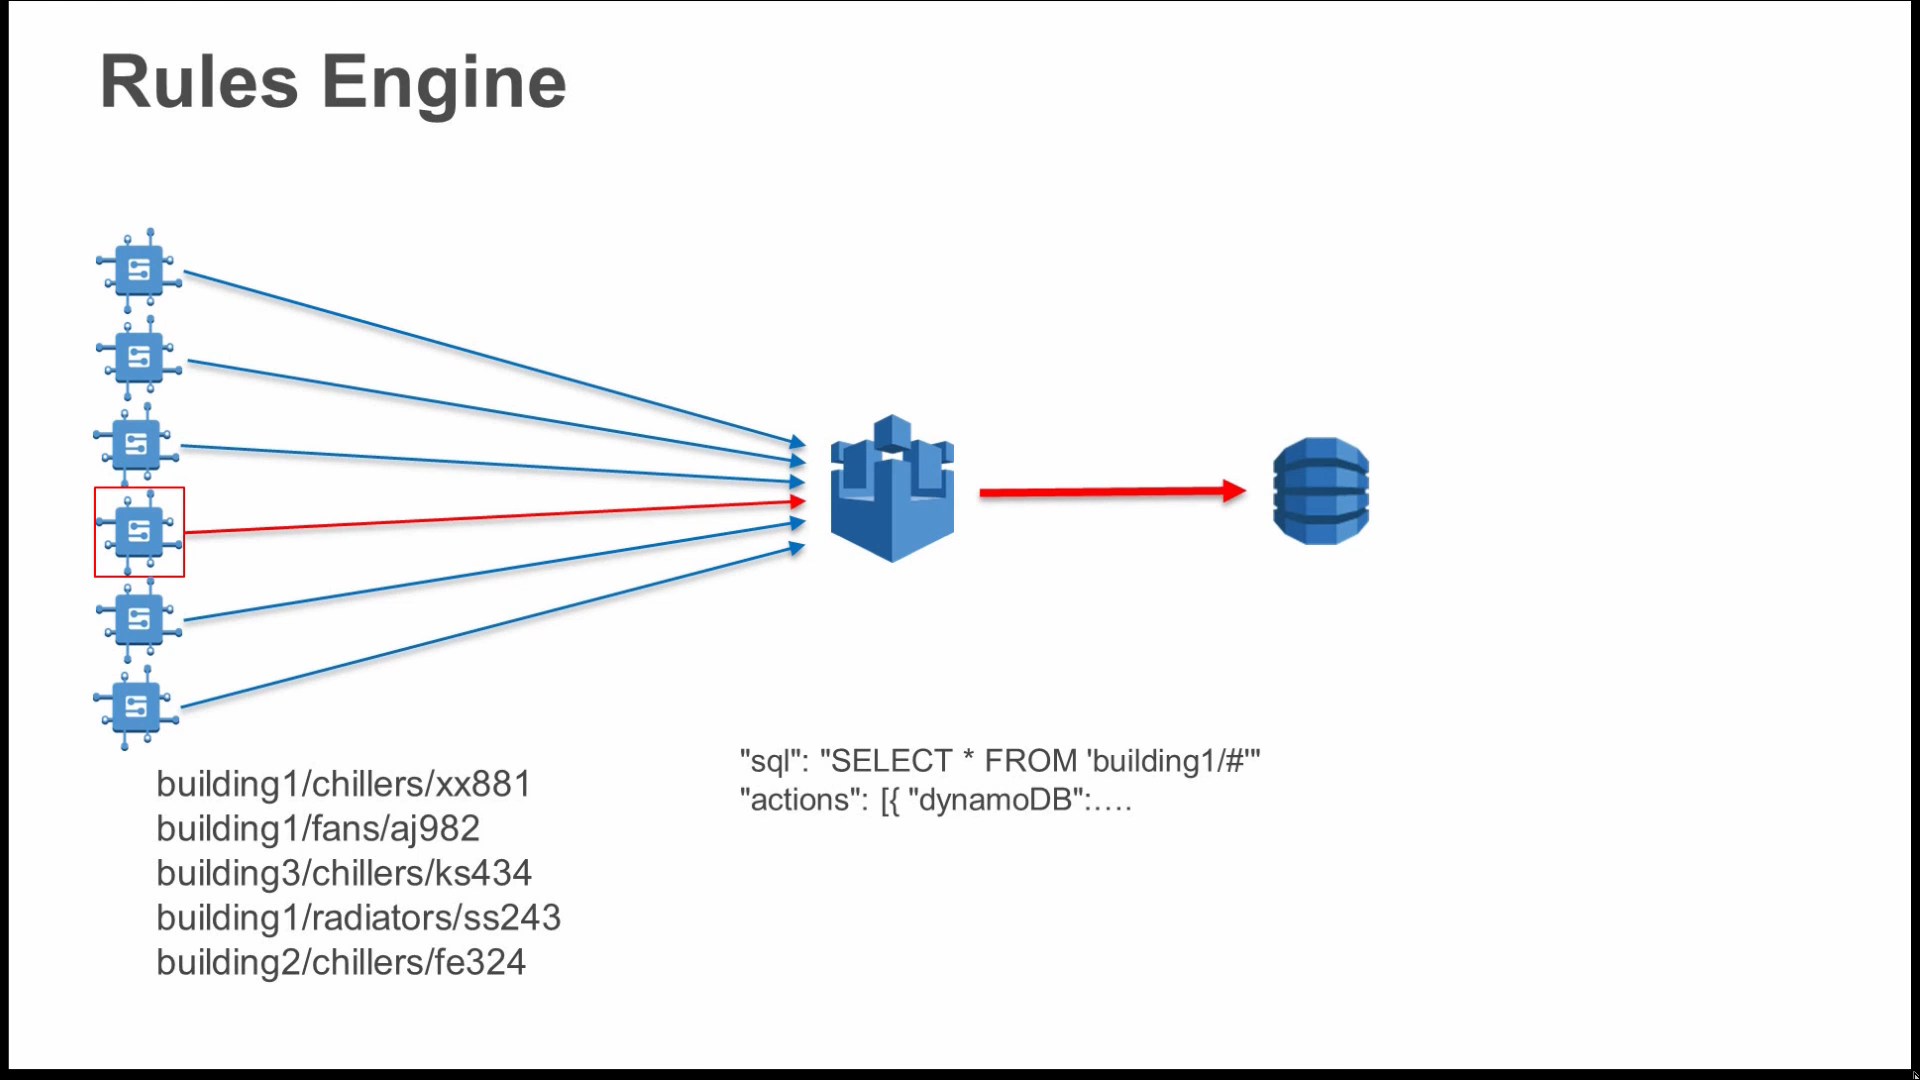 Rules Engine
building1/chillers/xx881
building1/fans/aj982
building3/chillers/ks434
building1/radiators/ss243
building2/chillers/fe324
"sql": "SELECT * FROM 'building1/#'"
"actions": [{ "dynamoDB":….